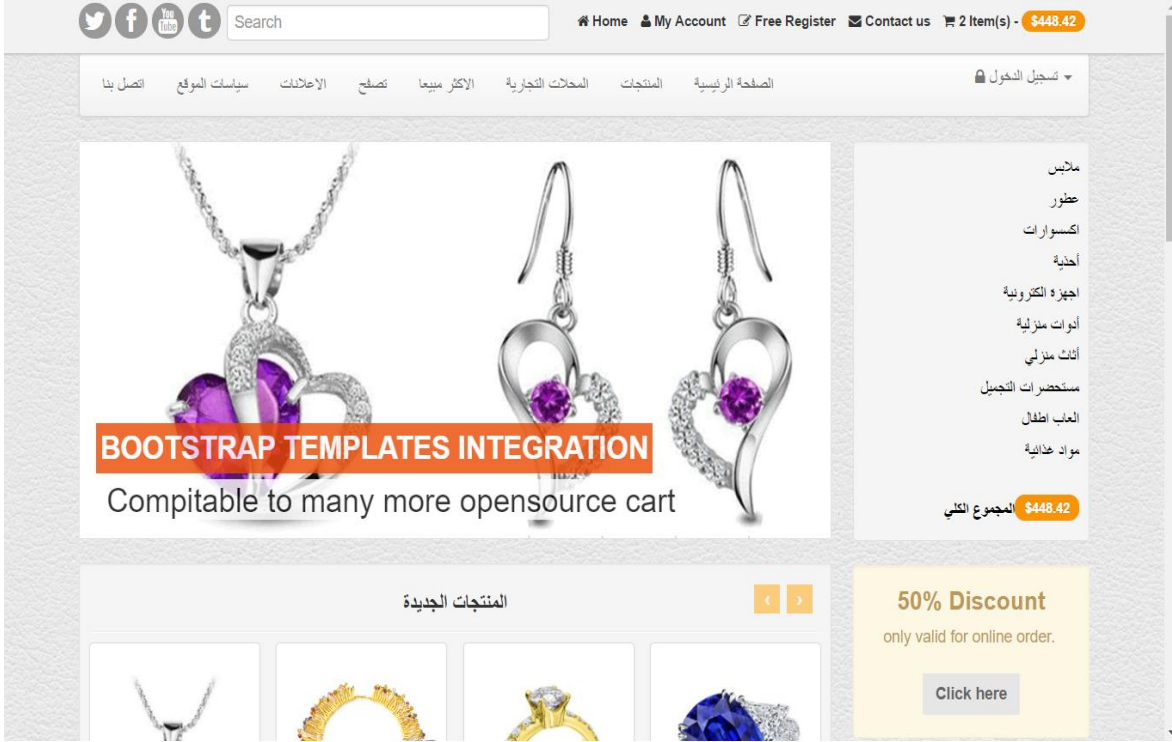 You Tube
Search
Home My Account Free Register Contact us 2 Item(s) - $448.42
تسجيل الدخول
الصفحة الرئيسية المنتجات المحلات التجارية الاكثر مبيعا تصفح الاعلانات سياسات الموقع اتصل بنا
ملابس
عطور
اكسسوارات
أحذية
اجهزة الكترونية
أدوات منزلية
أثاث منزلي
مستحضرات التجميل
العاب اطفال
مواد غذائية
المجموع الكلي $448.42
BOOTSTRAP TEMPLATES INTEGRATION
Compitable to many more opensource cart
المنتجات الجديدة
50% Discount
only valid for online order.
Click here